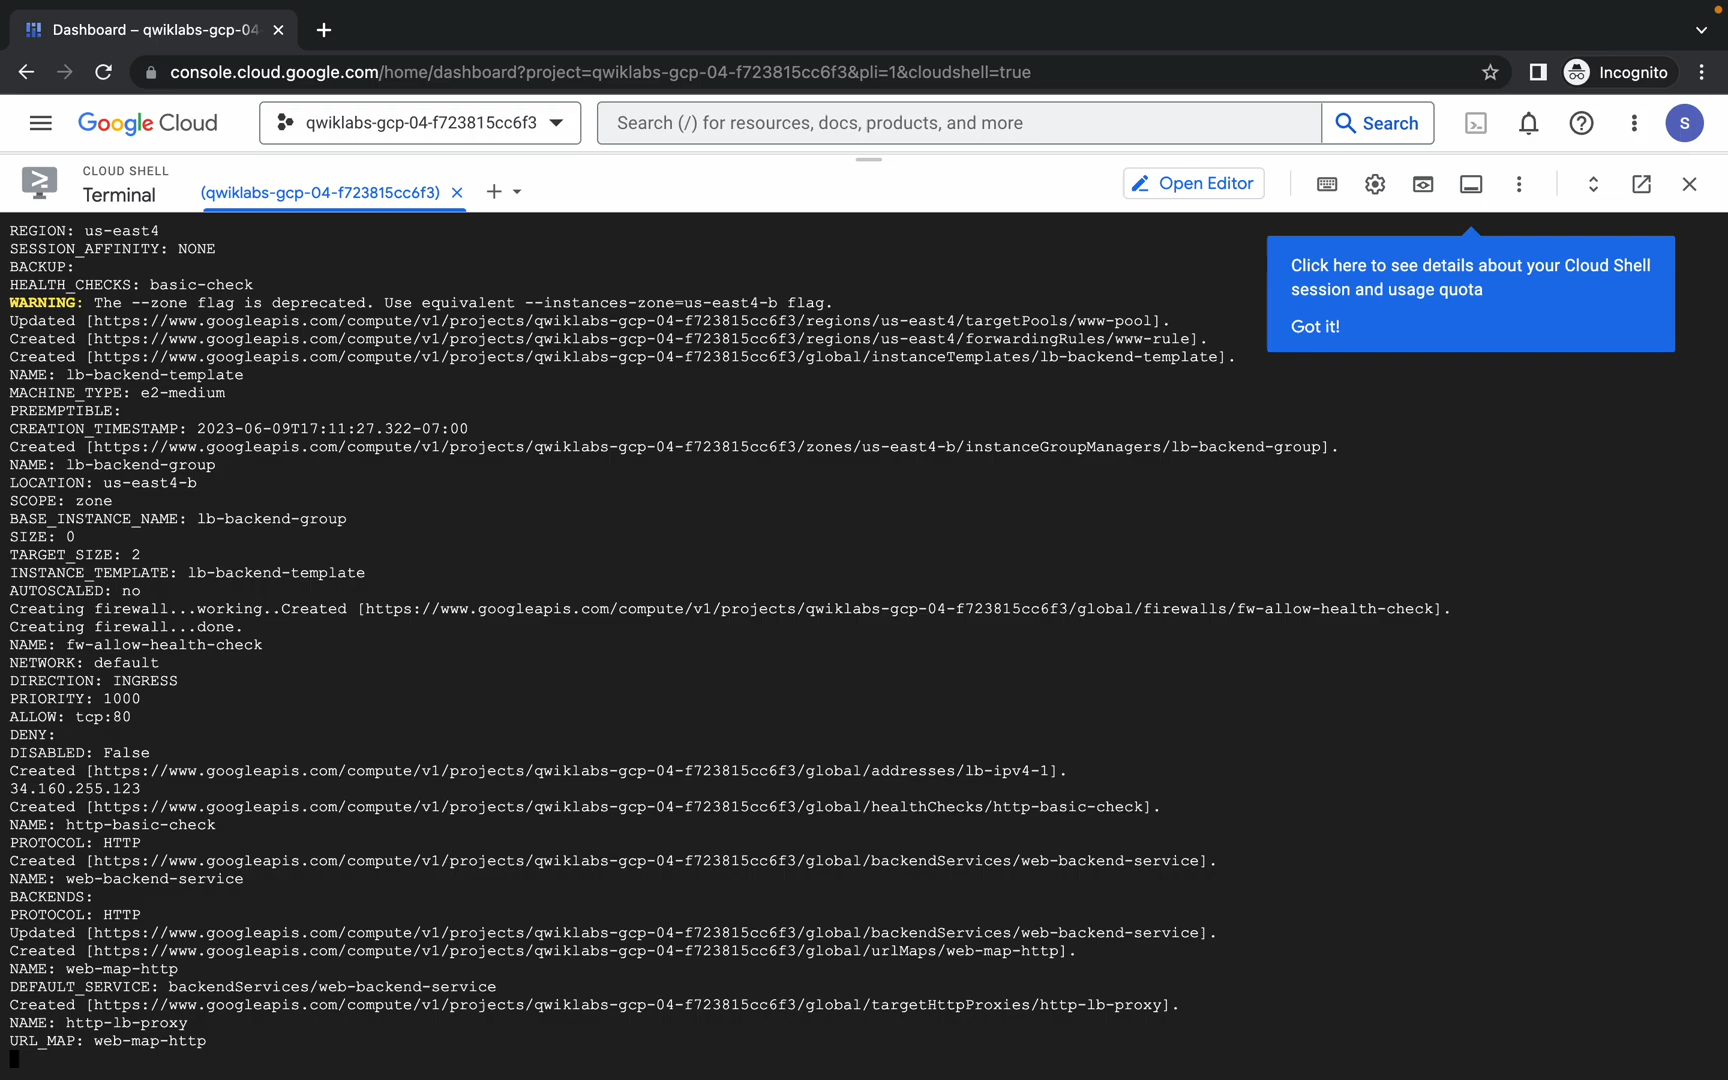 Dashboard – qwiklabs-gcp-04
console.cloud.google.com/home/dashboard?project=qwiklabs-gcp-04-f723815cc6f3&pli=1&cloudshell=true
Incognito
Google Cloud
qwiklabs-gcp-04-f723815cc6f3
Search (/) for resources, docs, products, and more
Search
S
CLOUD SHELL
Terminal
(qwiklabs-gcp-04-f723815cc6f3)
Open Editor
Click here to see details about your Cloud Shell
session and usage quota
Got it!
REGION: us-east4
SESSION_AFFINITY: NONE
BACKUP:
HEALTH_CHECKS: basic-check
WARNING: The --zone flag is deprecated. Use equivalent --instances-zone=us-east4-b flag.
Updated [https://www.googleapis.com/compute/v1/projects/qwiklabs-gcp-04-f723815cc6f3/regions/us-east4/targetPools/www-pool].
Created [https://www.googleapis.com/compute/v1/projects/qwiklabs-gcp-04-f723815cc6f3/regions/us-east4/forwardingRules/www-rule].
Created [https://www.googleapis.com/compute/v1/projects/qwiklabs-gcp-04-f723815cc6f3/global/instanceTemplates/lb-backend-template].
NAME: lb-backend-template
MACHINE_TYPE: e2-medium
PREEMPTIBLE:
CREATION_TIMESTAMP: 2023-06-09T17:11:27.322-07:00
Created [https://www.googleapis.com/compute/v1/projects/qwiklabs-gcp-04-f723815cc6f3/zones/us-east4-b/instanceGroupManagers/lb-backend-group].
NAME: lb-backend-group
LOCATION: us-east4-b
SCOPE: zone
BASE_INSTANCE_NAME: lb-backend-group
SIZE: 0
TARGET_SIZE: 2
INSTANCE_TEMPLATE: lb-backend-template
AUTOSCALED: no
Creating firewall...working..Created [https://www.googleapis.com/compute/v1/projects/qwiklabs-gcp-04-f723815cc6f3/global/firewalls/fw-allow-health-check].
Creating firewall...done.
NAME: fw-allow-health-check
NETWORK: default
DIRECTION: INGRESS
PRIORITY: 1000
ALLOW: tcp:80
DENY:
DISABLED: False
Created [https://www.googleapis.com/compute/v1/projects/qwiklabs-gcp-04-f723815cc6f3/global/addresses/lb-ipv4-1].
34.160.255.123
Created [https://www.googleapis.com/compute/v1/projects/qwiklabs-gcp-04-f723815cc6f3/global/healthChecks/http-basic-check].
NAME: http-basic-check
PROTOCOL: HTTP
Created [https://www.googleapis.com/compute/v1/projects/qwiklabs-gcp-04-f723815cc6f3/global/backendServices/web-backend-service].
NAME: web-backend-service
BACKENDS:
PROTOCOL: HTTP
Updated [https://www.googleapis.com/compute/v1/projects/qwiklabs-gcp-04-f723815cc6f3/global/backendServices/web-backend-service].
Created [https://www.googleapis.com/compute/v1/projects/qwiklabs-gcp-04-f723815cc6f3/global/urlMaps/web-map-http].
NAME: web-map-http
DEFAULT_SERVICE: backendServices/web-backend-service
Created [https://www.googleapis.com/compute/v1/projects/qwiklabs-gcp-04-f723815cc6f3/global/targetHttpProxies/http-lb-proxy].
NAME: http-lb-proxy
URL_MAP: web-map-http